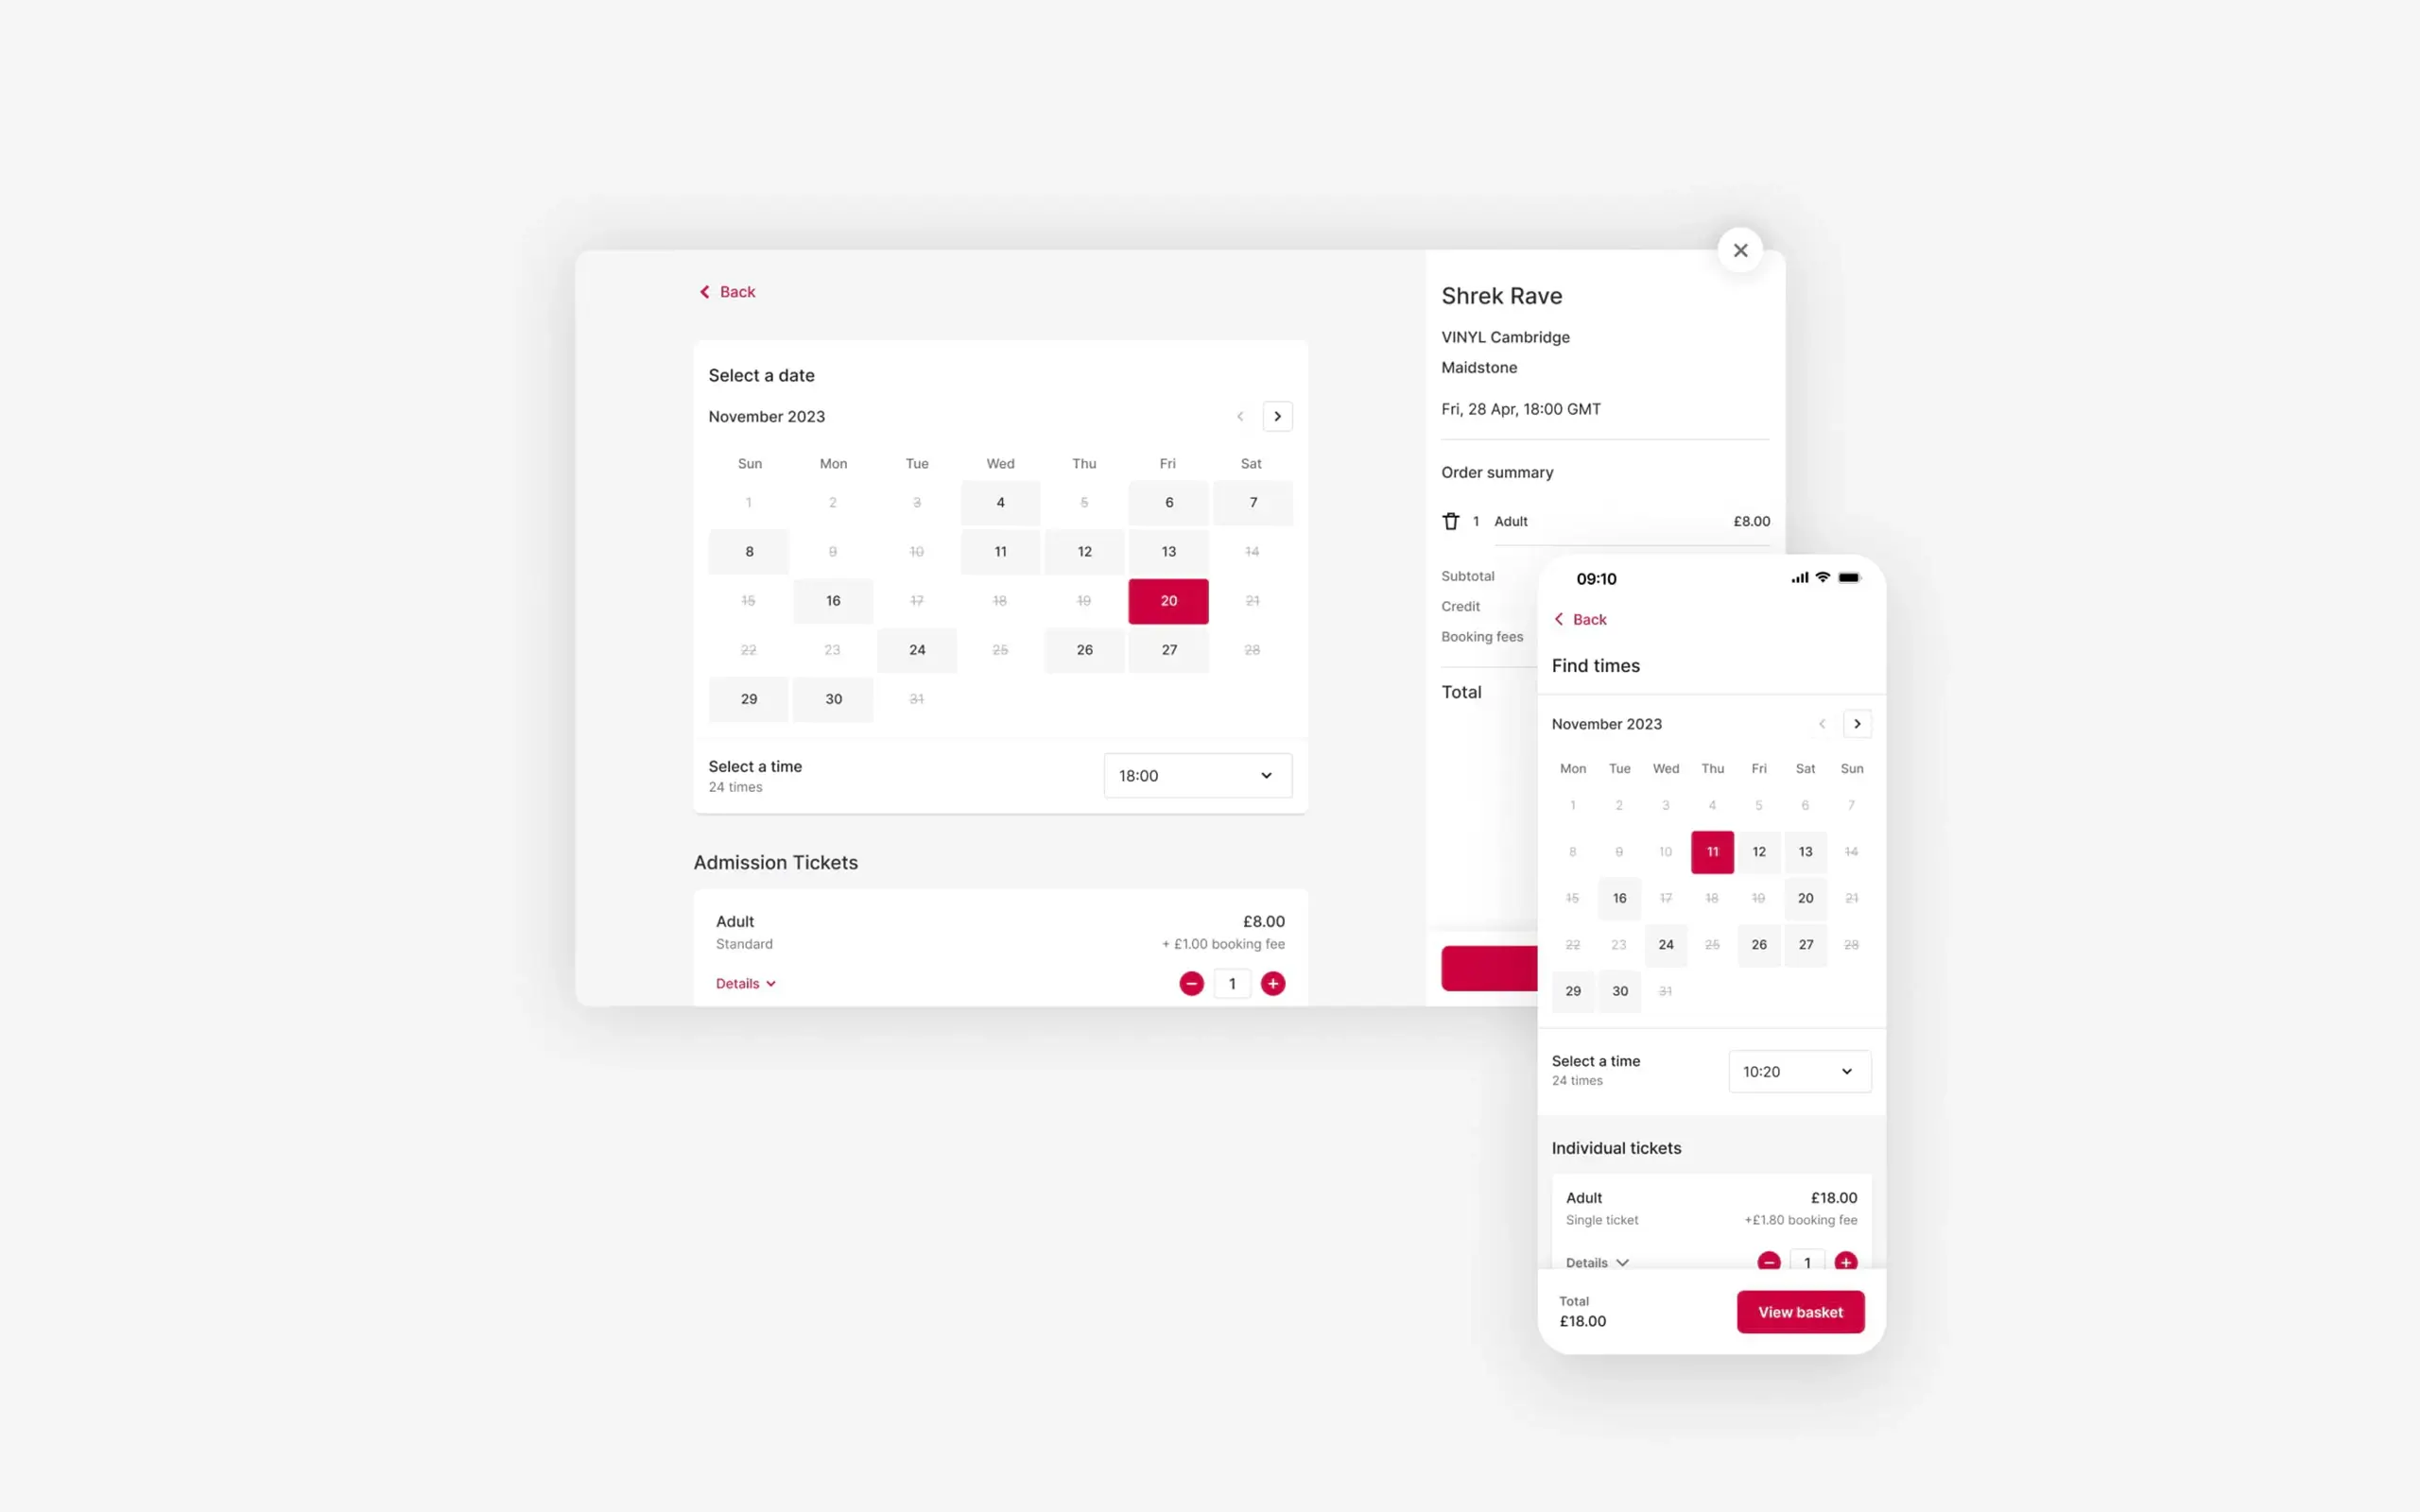 Back
Select a date
November 2023
Sun Mon Tue Wed Thu Fri Sat
1 2 3 4 5 6 7
8 9 10 11 12 13 14
15 16 17 18 19 20 21
22 23 24 25 26 27 28
29 30 31
Select a time
24 times
18:00
Admission Tickets
Adult £8.00
Standard + £1.00 booking fee
Details 1
Shrek Rave
VINYL Cambridge
Maidstone
Fri, 28 Apr, 18:00 GMT
Order summary
1 Adult £8.00
Subtotal
Credit
Booking fees
Total
09:10
Back
Find times
November 2023
Mon Tue Wed Thu Fri Sat Sun
1 2 3 4 5 6 7
8 9 10 11 12 13 14
15 16 17 18 19 20 21
22 23 24 25 26 27 28
29 30 31
Select a time
24 times
10:20
Individual tickets
Adult £18.00
Single ticket +£1.80 booking fee
Details 1
Total
£18.00
View basket